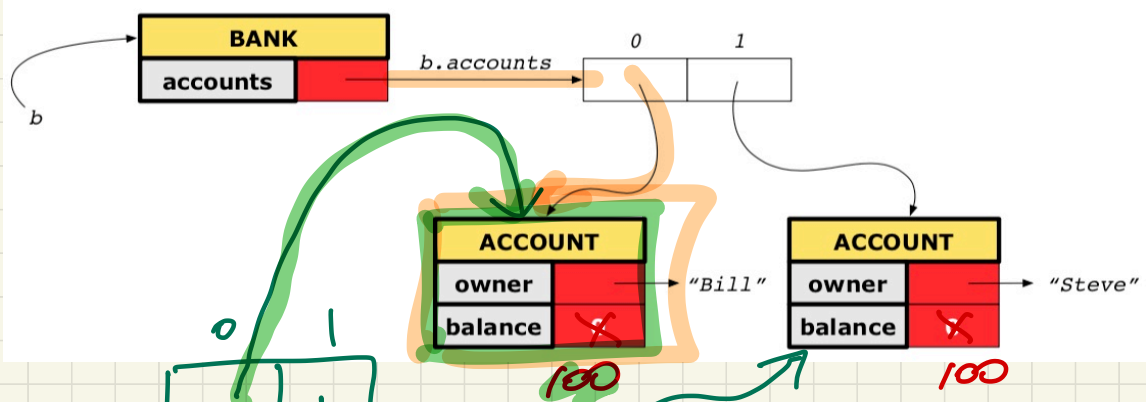 0 1
BANK
b.accounts
accounts
b
ACCOUNT ACCOUNT
owner "Bill" owner "Steve"
0 1
balance balance
100 100